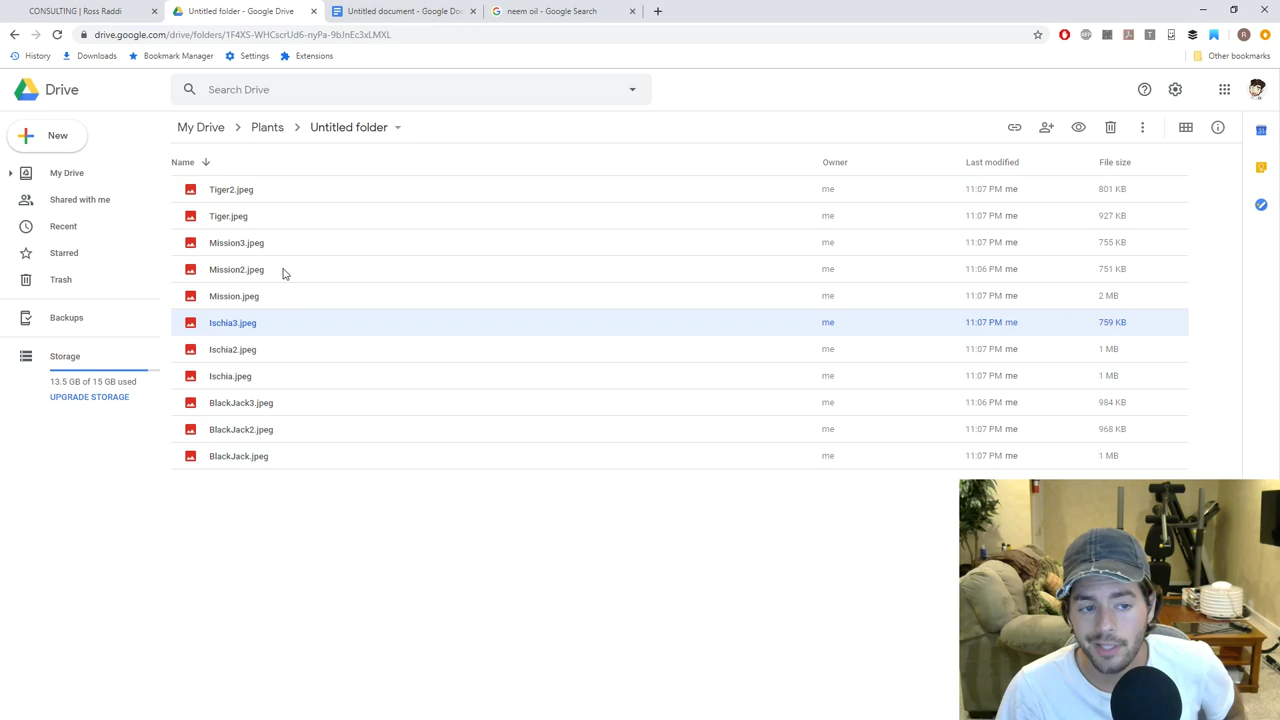 CONSULTING | Ross Raddi
Untitled folder - Google Drive
Untitled document - Google Doc
neem oil - Google Search
drive.google.com/drive/folders/1F4XS-WHCscrUd6-nyPa-9bJnEc3xLMXL
History
Downloads
Bookmark Manager
Settings
Extensions
Other bookmarks
Drive
Search Drive
New
My Drive
Shared with me
Recent
Starred
Trash
Backups
Storage
13.5 GB of 15 GB used
UPGRADE STORAGE
My Drive > Plants > Untitled folder
Name Owner Last modified File size
Tiger2.jpeg me 11:07 PM me 801 KB
Tiger.jpeg me 11:07 PM me 927 KB
Mission3.jpeg me 11:07 PM me 755 KB
Mission2.jpeg me 11:06 PM me 751 KB
Mission.jpeg me 11:07 PM me 2 MB
Ischia3.jpeg me 11:07 PM me 759 KB
Ischia2.jpeg me 11:07 PM me 1 MB
Ischia.jpeg me 11:07 PM me 1 MB
BlackJack3.jpeg me 11:06 PM me 984 KB
BlackJack2.jpeg me 11:07 PM me 968 KB
BlackJack.jpeg me 11:07 PM me 1 MB